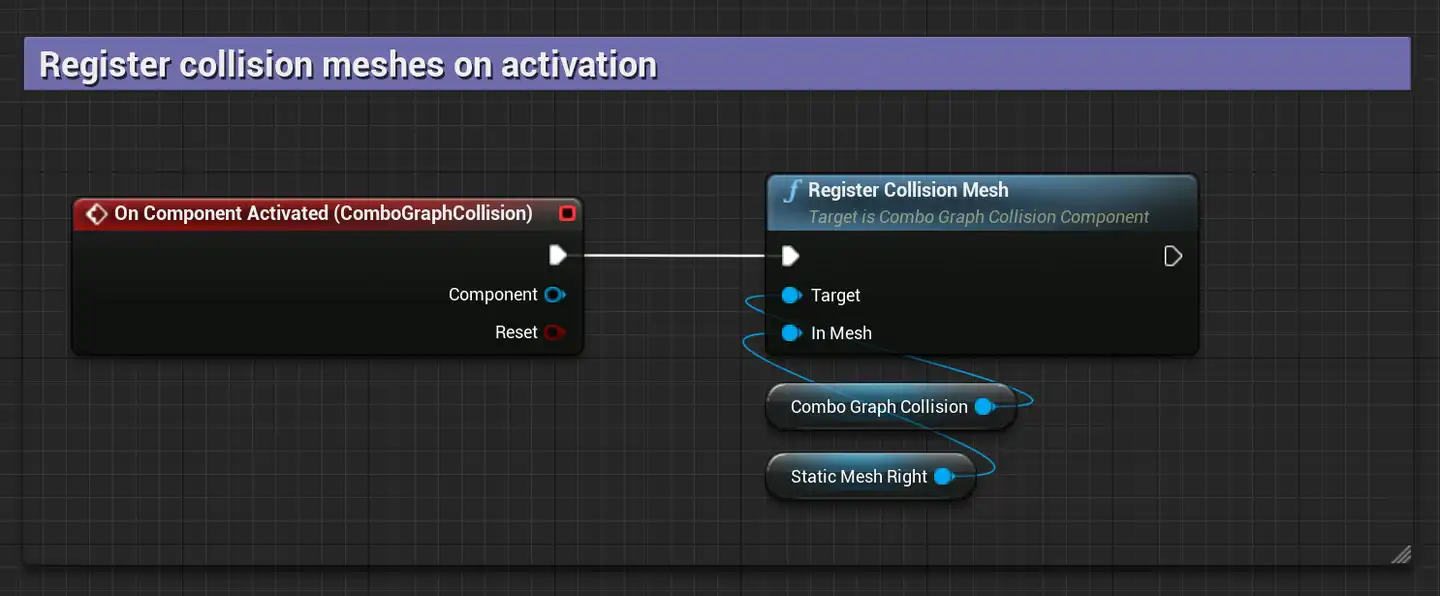 Register collision meshes on activation
On Component Activated (ComboGraphCollision)
Component
Reset
Register Collision Mesh
Target is Combo Graph Collision Component
Target
In Mesh
Combo Graph Collision
Static Mesh Right